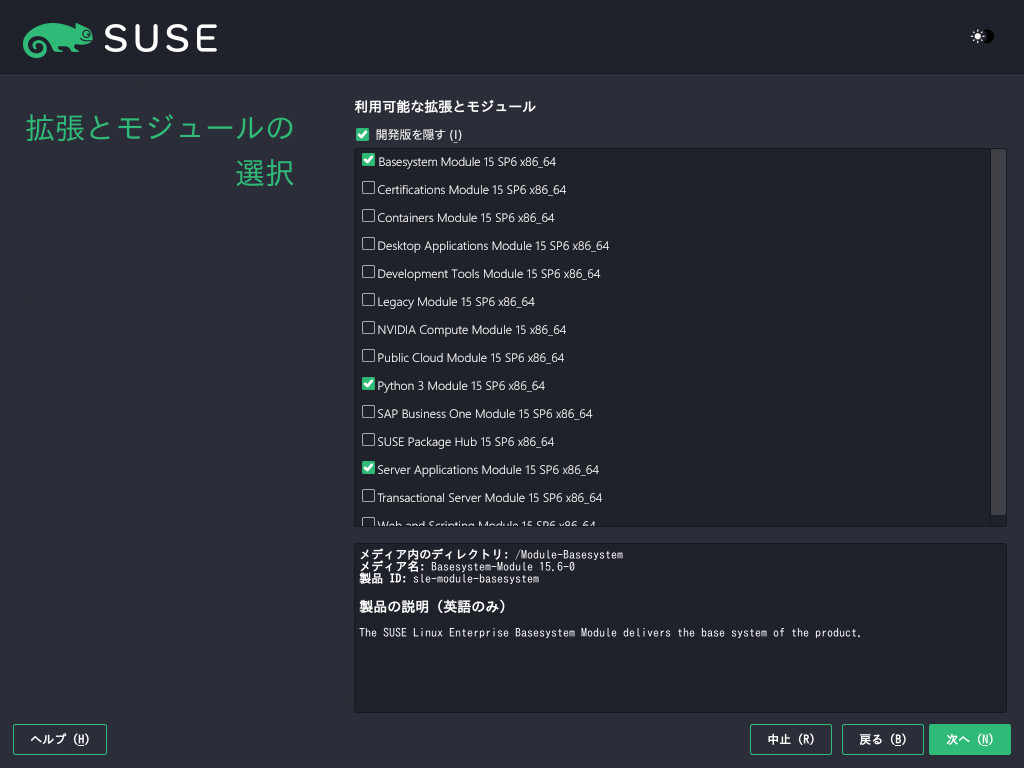 SUSE
拡張とモジュールの
選択
利用可能な拡張とモジュール
開発版を隠す (I)
Basesystem Module 15 SP6 x86_64
Certifications Module 15 SP6 x86_64
Containers Module 15 SP6 x86_64
Desktop Applications Module 15 SP6 x86_64
Development Tools Module 15 SP6 x86_64
Legacy Module 15 SP6 x86_64
NVIDIA Compute Module 15 x86_64
Public Cloud Module 15 SP6 x86_64
Python 3 Module 15 SP6 x86_64
SAP Business One Module 15 SP6 x86_64
SUSE Package Hub 15 SP6 x86_64
Server Applications Module 15 SP6 x86_64
Transactional Server Module 15 SP6 x86_64
Web and Scripting Module 15 SP6 x86_64
メディア内のディレクトリ: /Module-Basesystem
メディア名: Basesystem-Module 15.6-0
製品 ID: sle-module-basesystem
製品の説明 (英語のみ)
The SUSE Linux Enterprise Basesystem Module delivers the base system of the product.
ヘルプ (H)
中止 (R)
戻る (B)
次へ (N)